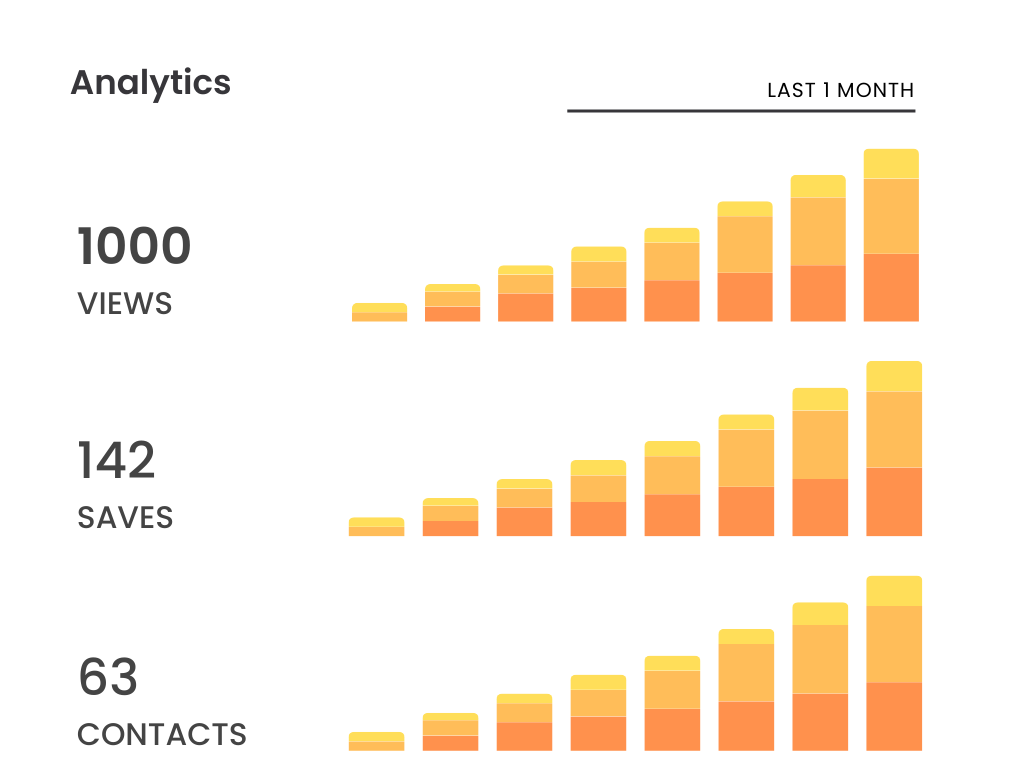 Analytics
LAST 1 MONTH
1000
VIEWS
142
SAVES
63
CONTACTS